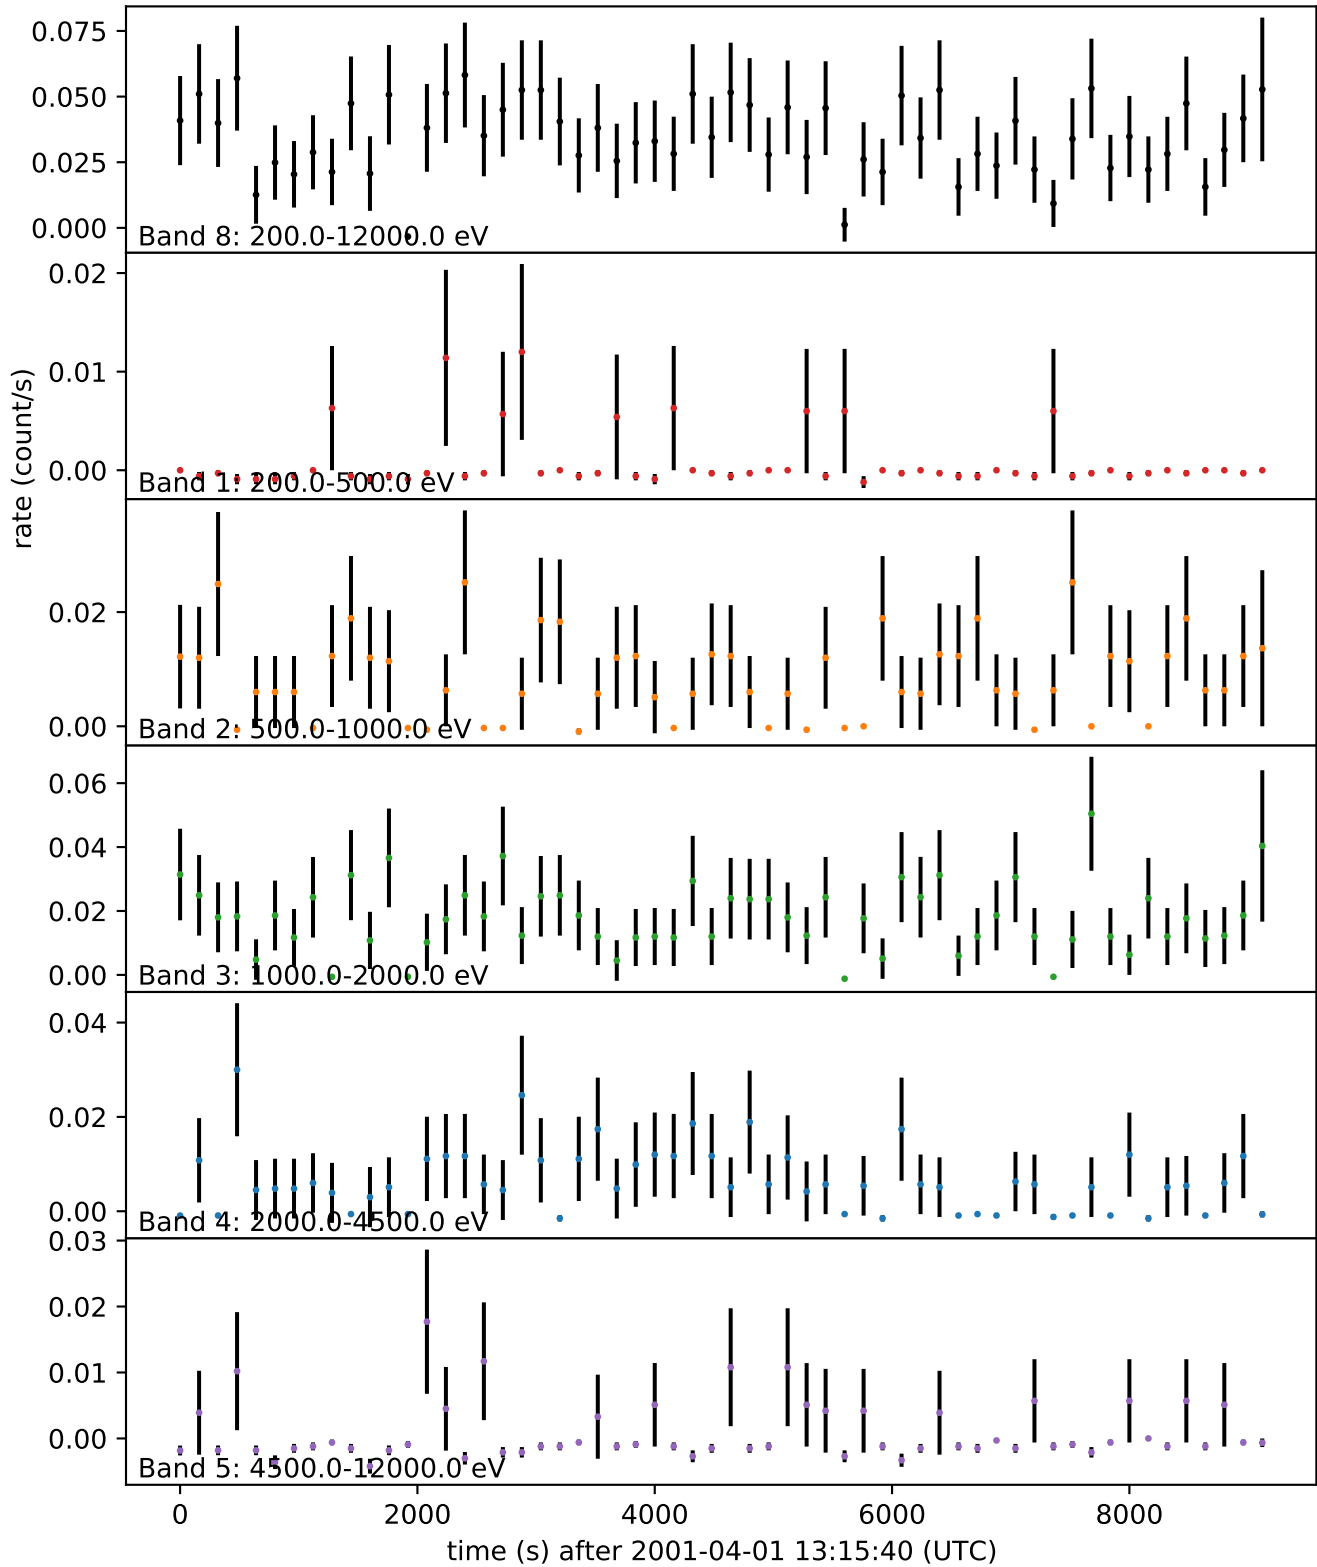 0.075
0.050
0.025
0.000
Band 8: 200.0-12000.0 eV
0.02
0.01
0.00
Band 1: 200.0-500.0 eV
rate (count/s)
0.02
0.00
Band 2: 500.0-1000.0 eV
0.06
0.04
0.02
0.00
Band 3: 1000.0-2000.0 eV
0.04
0.02
0.00
Band 4: 2000.0-4500.0 eV
0.03
0.02
0.01
0.00
Band 5: 4500.0-12000.0 eV
0 2000 4000 6000 8000
time (s) after 2001-04-01 13:15:40 (UTC)